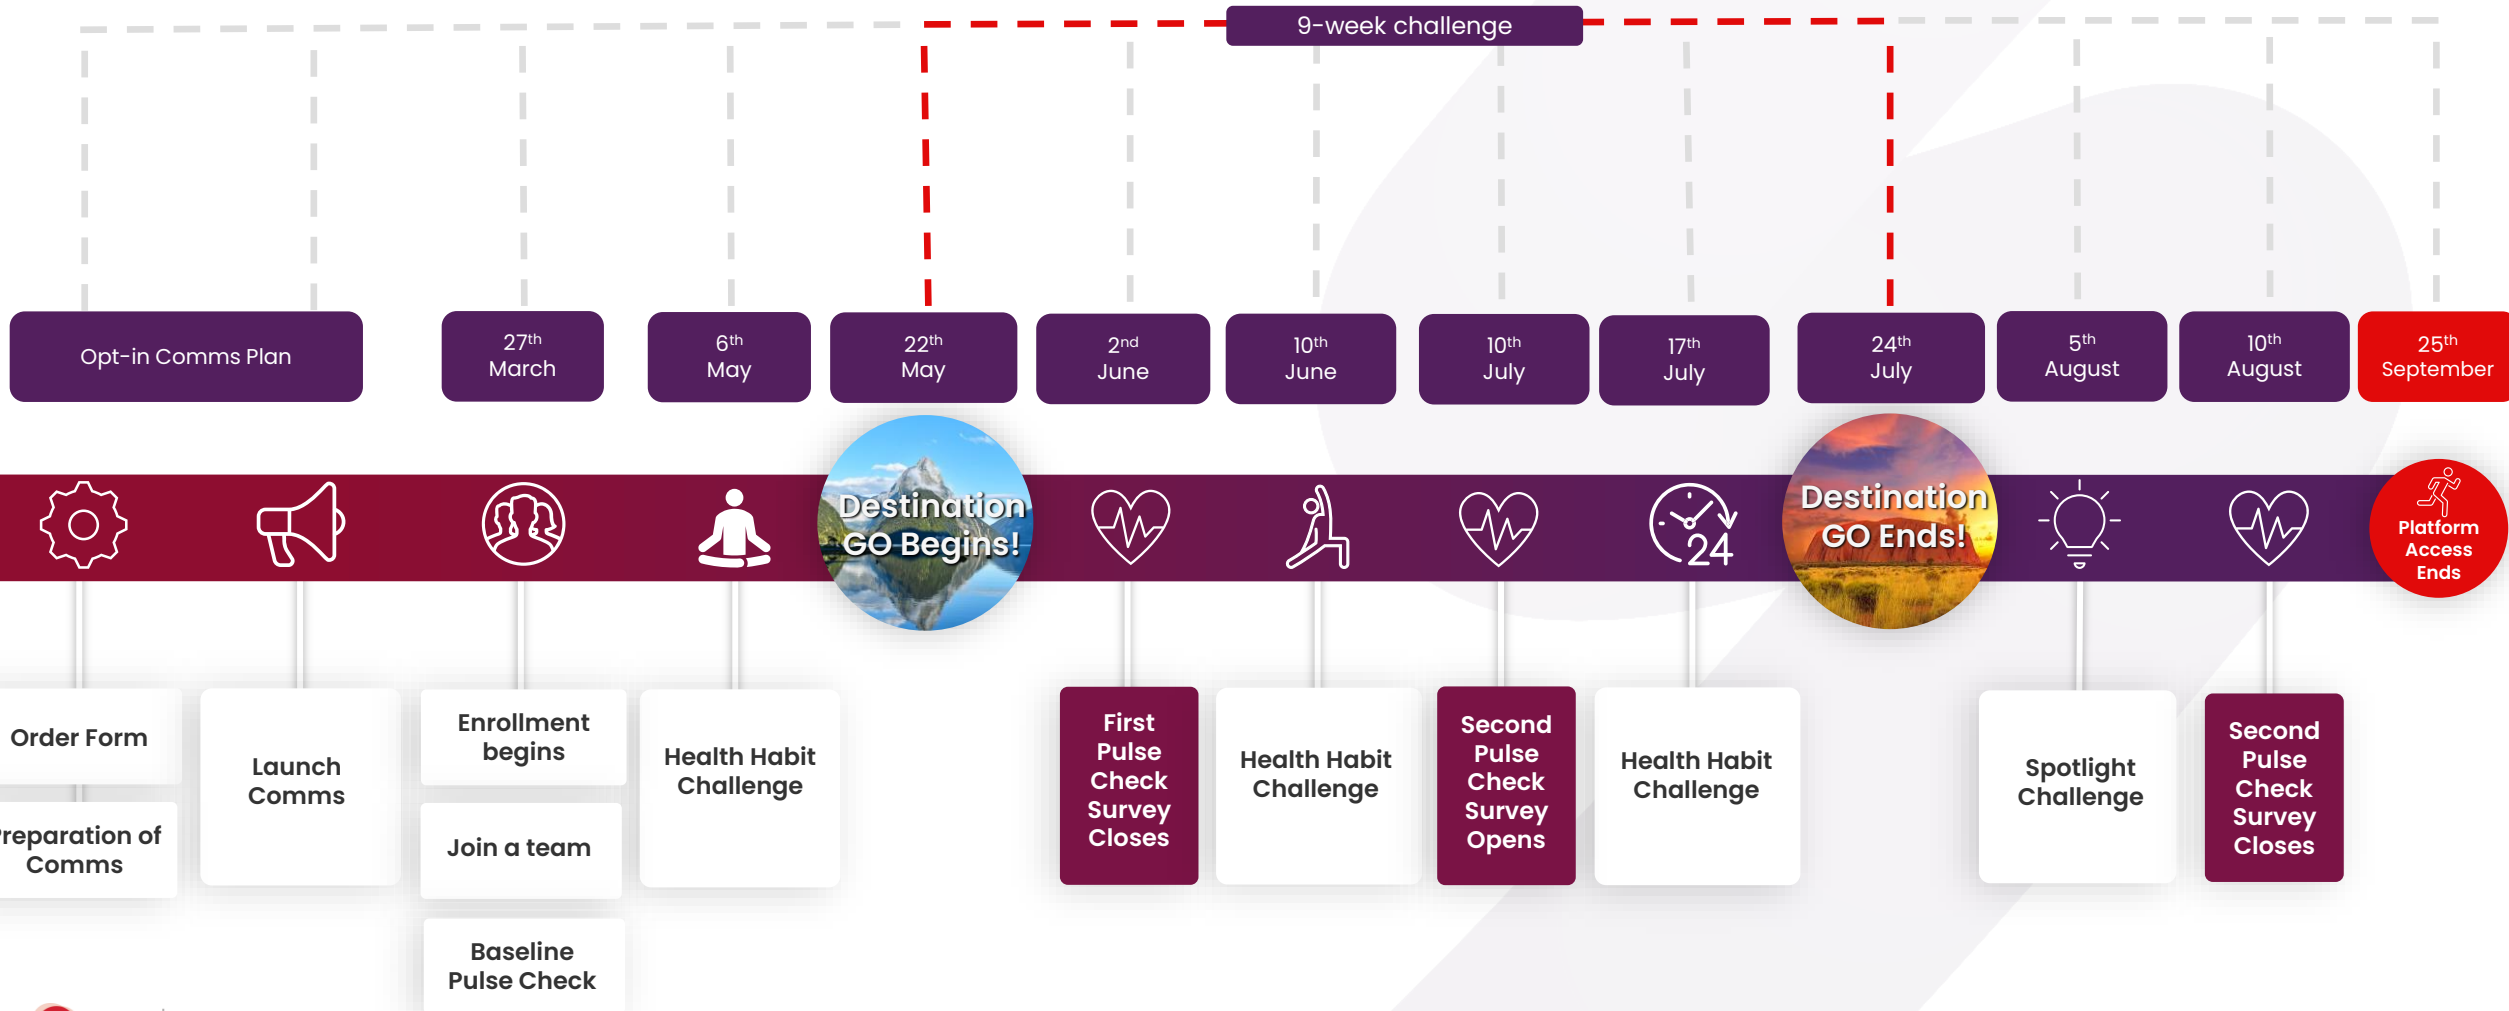 9-week challenge
Opt-in Comms Plan
27th
March
6th
May
22th
May
2nd
June
10th
June
10th
July
17th
July
24th
July
5th
August
10th
August
25th
September
Destination
GO Begins!
24
Destination
GO Ends!
Platform
Access
Ends
Order Form
Preparation of
Comms
Launch
Comms
Enrollment
begins
Join a team
Baseline
Pulse Check
Health Habit
Challenge
First
Pulse
Check
Survey
Closes
Health Habit
Challenge
Second
Pulse
Check
Survey
Opens
Health Habit
Challenge
Spotlight
Challenge
Second
Pulse
Check
Survey
Closes